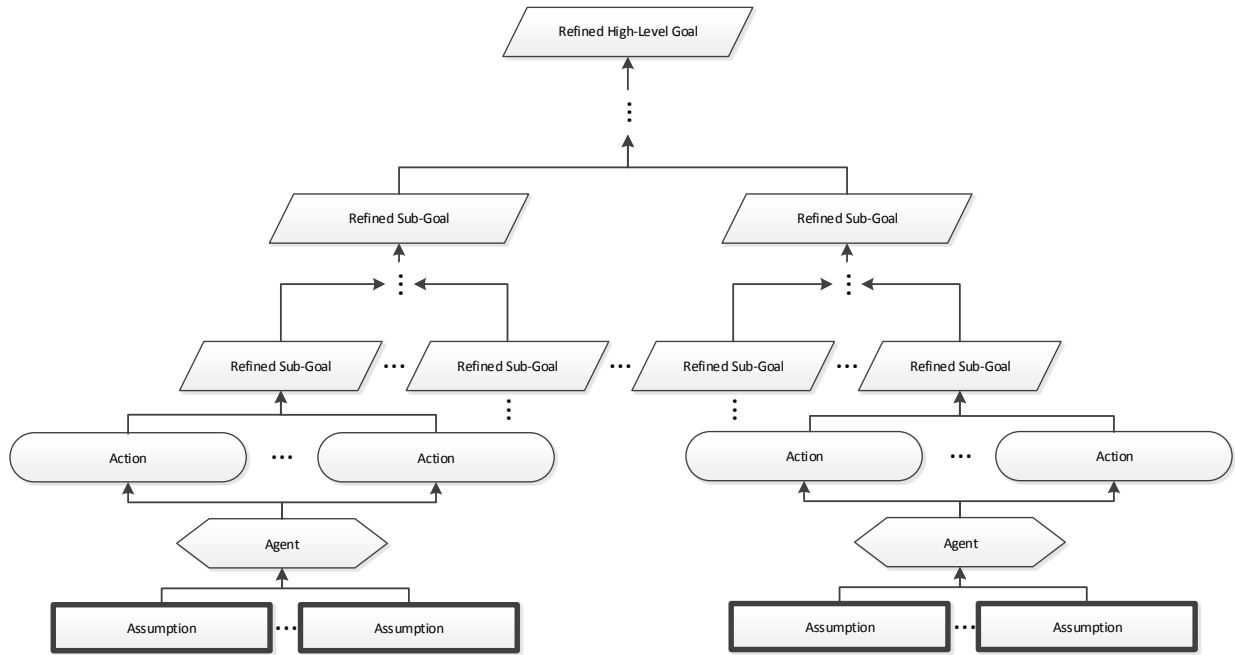 Refined High-Level Goal
Refined Sub-Goal
Refined Sub-Goal
Refined Sub-Goal
Refined Sub-Goal
Refined Sub-Goal
Refined Sub-Goal
Action
Action
Action
Action
Agent
Agent
Assumption
Assumption
Assumption
Assumption